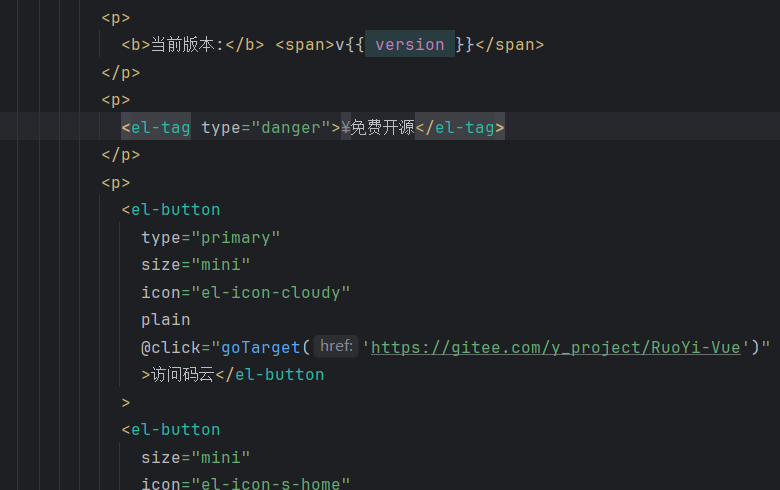 <p>
<b>当前版本:</b> <span>v{{ version }}</span>
</p>
<p>
<el-tag type="danger">¥免费开源</el-tag>
</p>
<p>
<el-button
type="primary"
size="mini"
icon="el-icon-cloudy"
plain
@click="goTarget( href: 'https://gitee.com/y_project/RuoYi-Vue')"
>访问码云</el-button
>
<el-button
size="mini"
icon="el-icon-s-home"